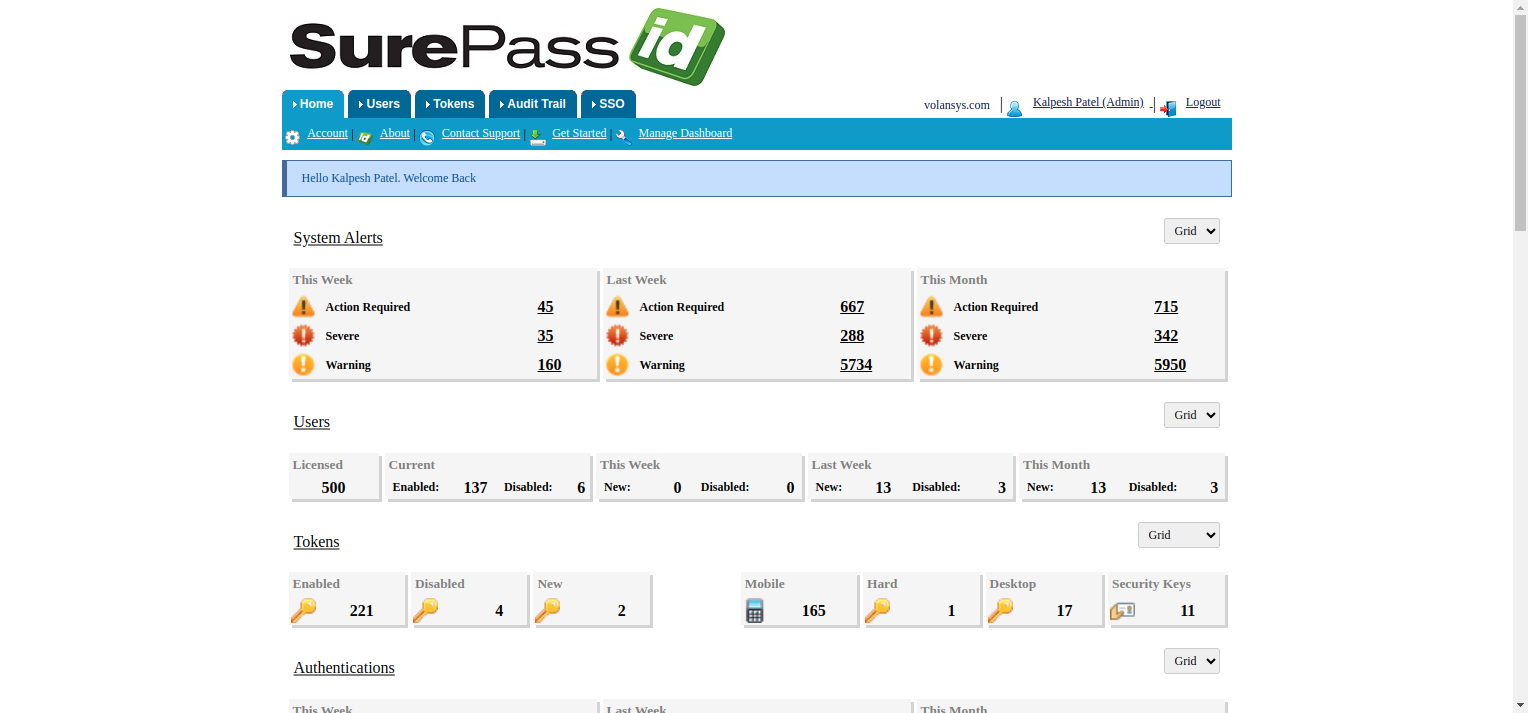 SurePass id
Home Users Tokens Audit Trail SSO
volansys.com | Kalpesh Patel (Admin) - | Logout
Account | About | Contact Support | Get Started | Manage Dashboard
Hello Kalpesh Patel. Welcome Back
System Alerts Grid
This Week Last Week This Month
Action Required 45 Action Required 667 Action Required 715
Severe 35 Severe 288 Severe 342
Warning 160 Warning 5734 Warning 5950
Users Grid
Licensed Current This Week Last Week This Month
500 Enabled: 137 Disabled: 6 New: 0 Disabled: 0 New: 13 Disabled: 3 New: 13 Disabled: 3
Tokens Grid
Enabled Disabled New Mobile Hard Desktop Security Keys
221 4 2 165 1 17 11
Authentications Grid
This Week Last Week This Month